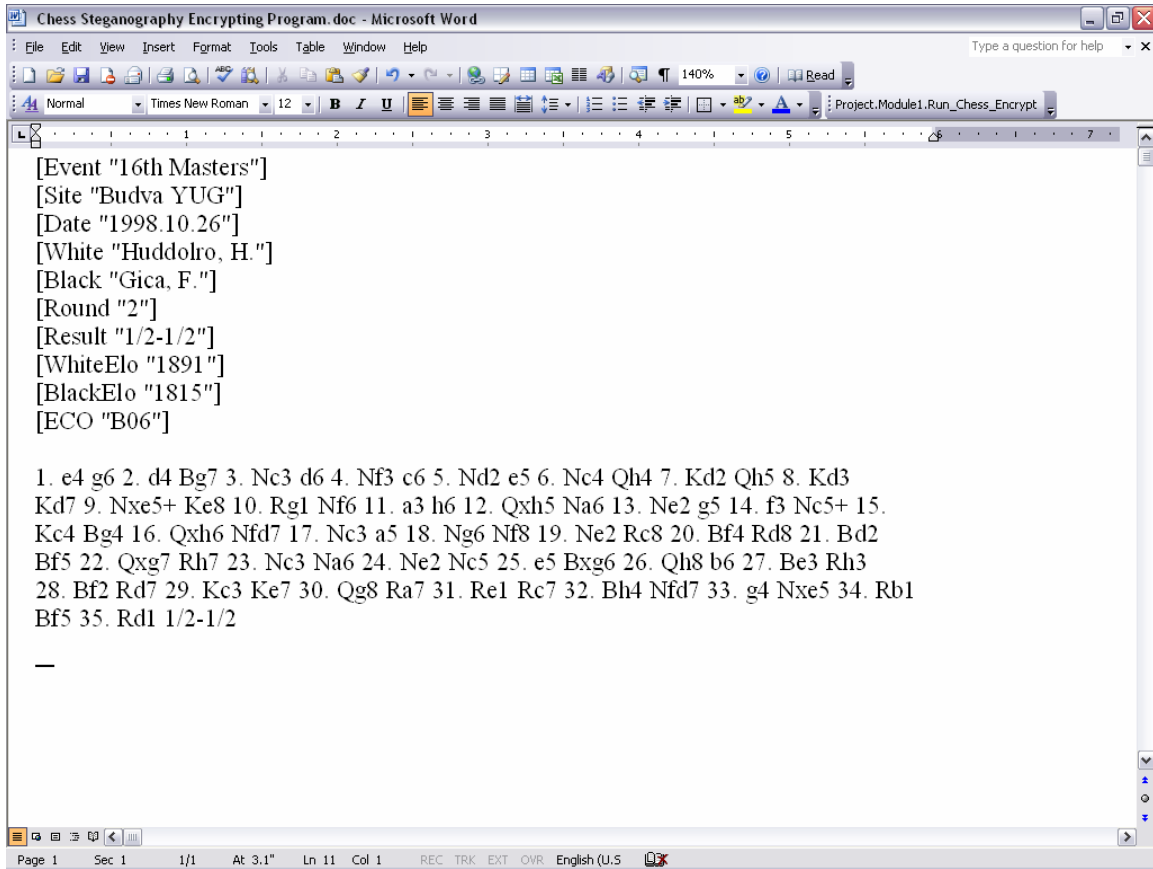 Chess Steganography Encrypting Program.doc - Microsoft Word
File Edit View Insert Format Tools Table Window Help Type a question for help
140% Read
Normal Times New Roman 12 B I U Project.Module1.Run_Chess_Encrypt
1 2 3 4 5 6 7
[Event "16th Masters"]
[Site "Budva YUG"]
[Date "1998.10.26"]
[White "Huddolro, H."]
[Black "Gica, F."]
[Round "2"]
[Result "1/2-1/2"]
[WhiteElo "1891"]
[BlackElo "1815"]
[ECO "B06"]
1. e4 g6 2. d4 Bg7 3. Nc3 d6 4. Nf3 c6 5. Nd2 e5 6. Nc4 Qh4 7. Kd2 Qh5 8. Kd3
Kd7 9. Nxe5+ Ke8 10. Rg1 Nf6 11. a3 h6 12. Qxh5 Na6 13. Ne2 g5 14. f3 Nc5+ 15.
Kc4 Bg4 16. Qxh6 Nfd7 17. Nc3 a5 18. Ng6 Nf8 19. Ne2 Rc8 20. Bf4 Rd8 21. Bd2
Bf5 22. Qxg7 Rh7 23. Nc3 Na6 24. Ne2 Nc5 25. e5 Bxg6 26. Qh8 b6 27. Be3 Rh3
28. Bf2 Rd7 29. Kc3 Ke7 30. Qg8 Ra7 31. Re1 Rc7 32. Bh4 Nfd7 33. g4 Nxe5 34. Rb1
Bf5 35. Rd1 1/2-1/2
Page 1 Sec 1 1/1 At 3.1" Ln 11 Col 1 REC TRK EXT OVR English (U.S